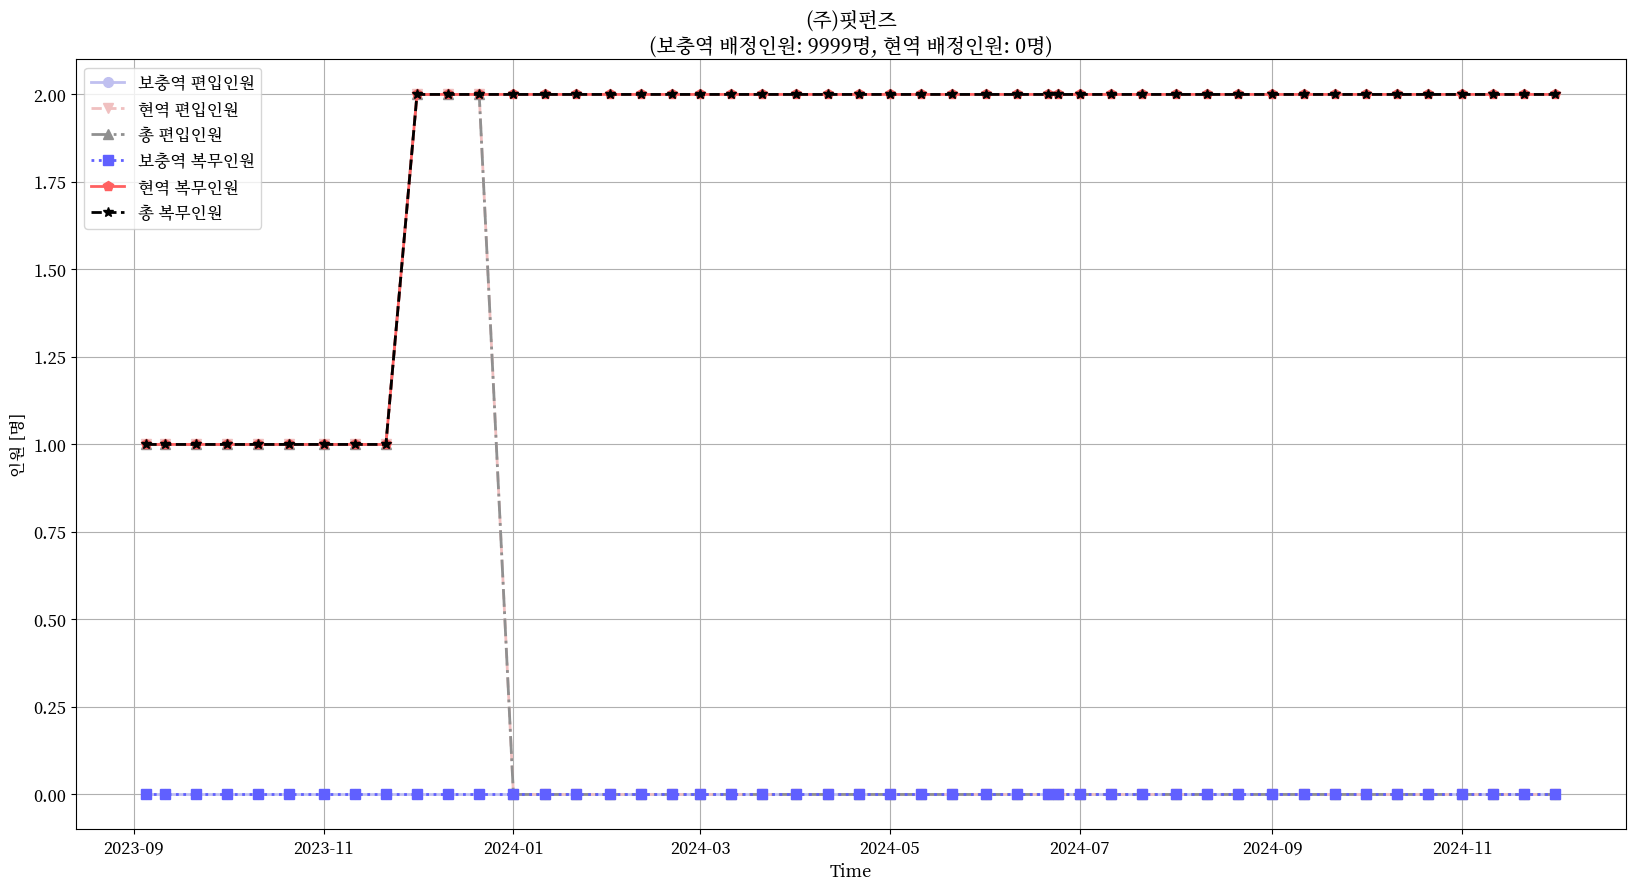 (주)핏펀즈
(보충역 배정인원: 9999명, 현역 배정인원: 0명)
보충역 편입인원
현역 편입인원
총 편입인원
보충역 복무인원
현역 복무인원
총 복무인원
인원 [명]
2.00
1.75
1.50
1.25
1.00
0.75
0.50
0.25
0.00
2023-09 2023-11 2024-01 2024-03 2024-05 2024-07 2024-09 2024-11
Time